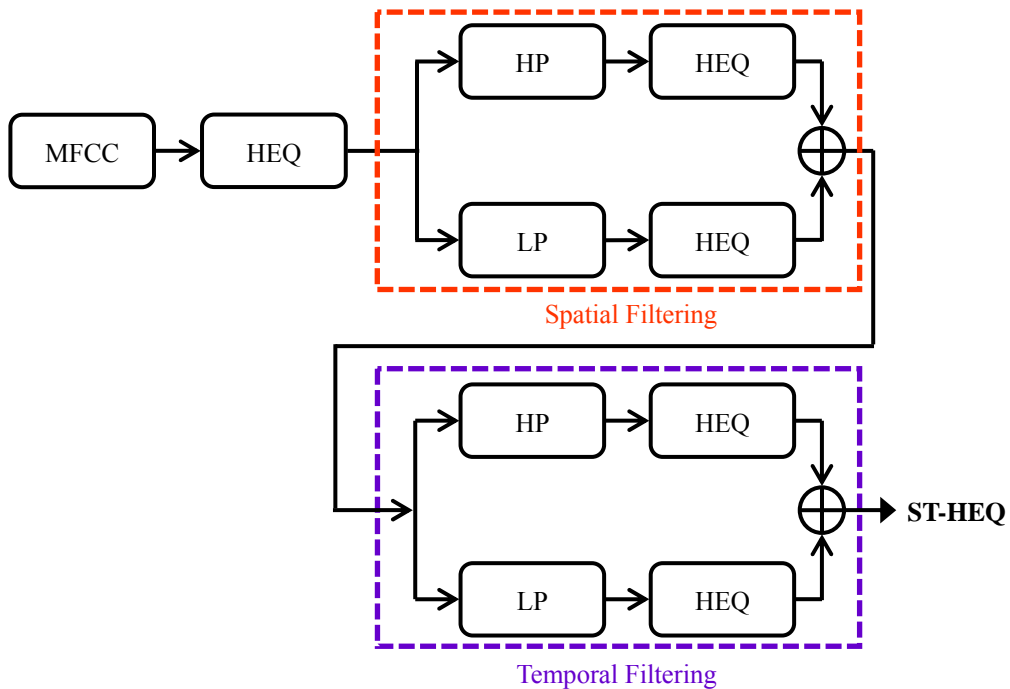 HP
HEQ
MFCC
HEQ
LP
HEQ
Spatial Filtering
HP
HEQ
ST-HEQ
LP
HEQ
Temporal Filtering